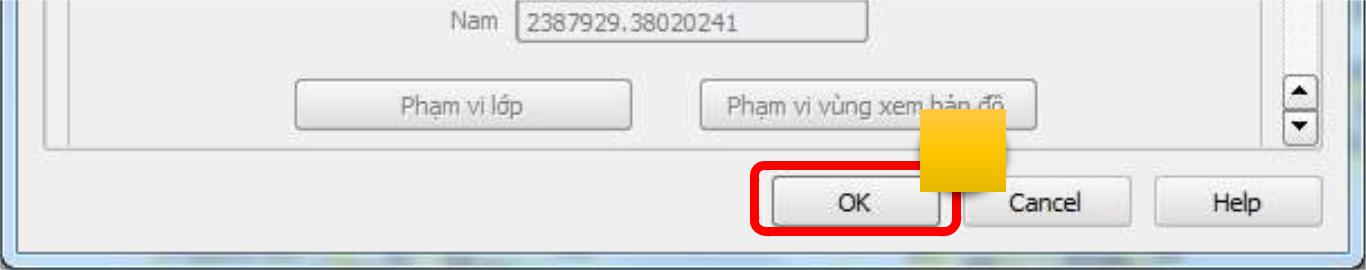 Nam 2387929.38020241
Phạm vi lớp Phạm vi vùng xem bản đồ
OK Cancel Help